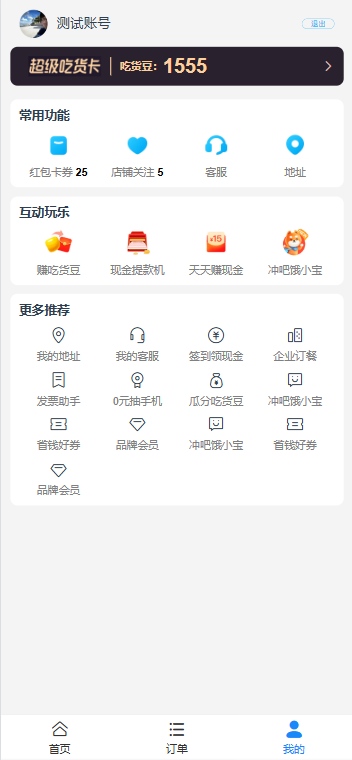 测试账号 退出
超级吃货卡 吃货豆: 1555
常用功能
红包卡券 25 店铺关注 5 客服 地址
互动玩乐
¥15
赚吃货豆 现金提款机 天天赚现金 冲吧饿小宝
更多推荐
我的地址 我的客服 签到领现金 企业订餐
发票助手 0元抽手机 瓜分吃货豆 冲吧饿小宝
省钱好券 品牌会员 冲吧饿小宝 省钱好券
品牌会员
首页 订单 我的